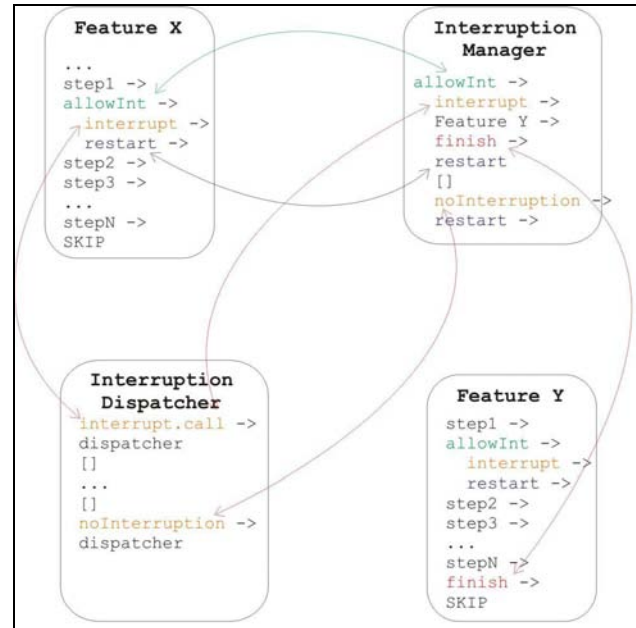 Feature X
...
step1 ->
allowInt ->
interrupt ->
restart ->
step2 ->
step3 ->
...
stepN ->
SKIP
Interruption
Manager
allowInt ->
interrupt ->
Feature Y ->
finish ->
restart
[]
noInterruption ->
restart ->
Interruption
Dispatcher
interrupt.call ->
dispatcher
[]
...
[]
noInterruption ->
dispatcher
Feature Y
step1 ->
allowInt ->
interrupt ->
restart ->
step2 ->
step3 ->
...
stepN ->
finish ->
SKIP